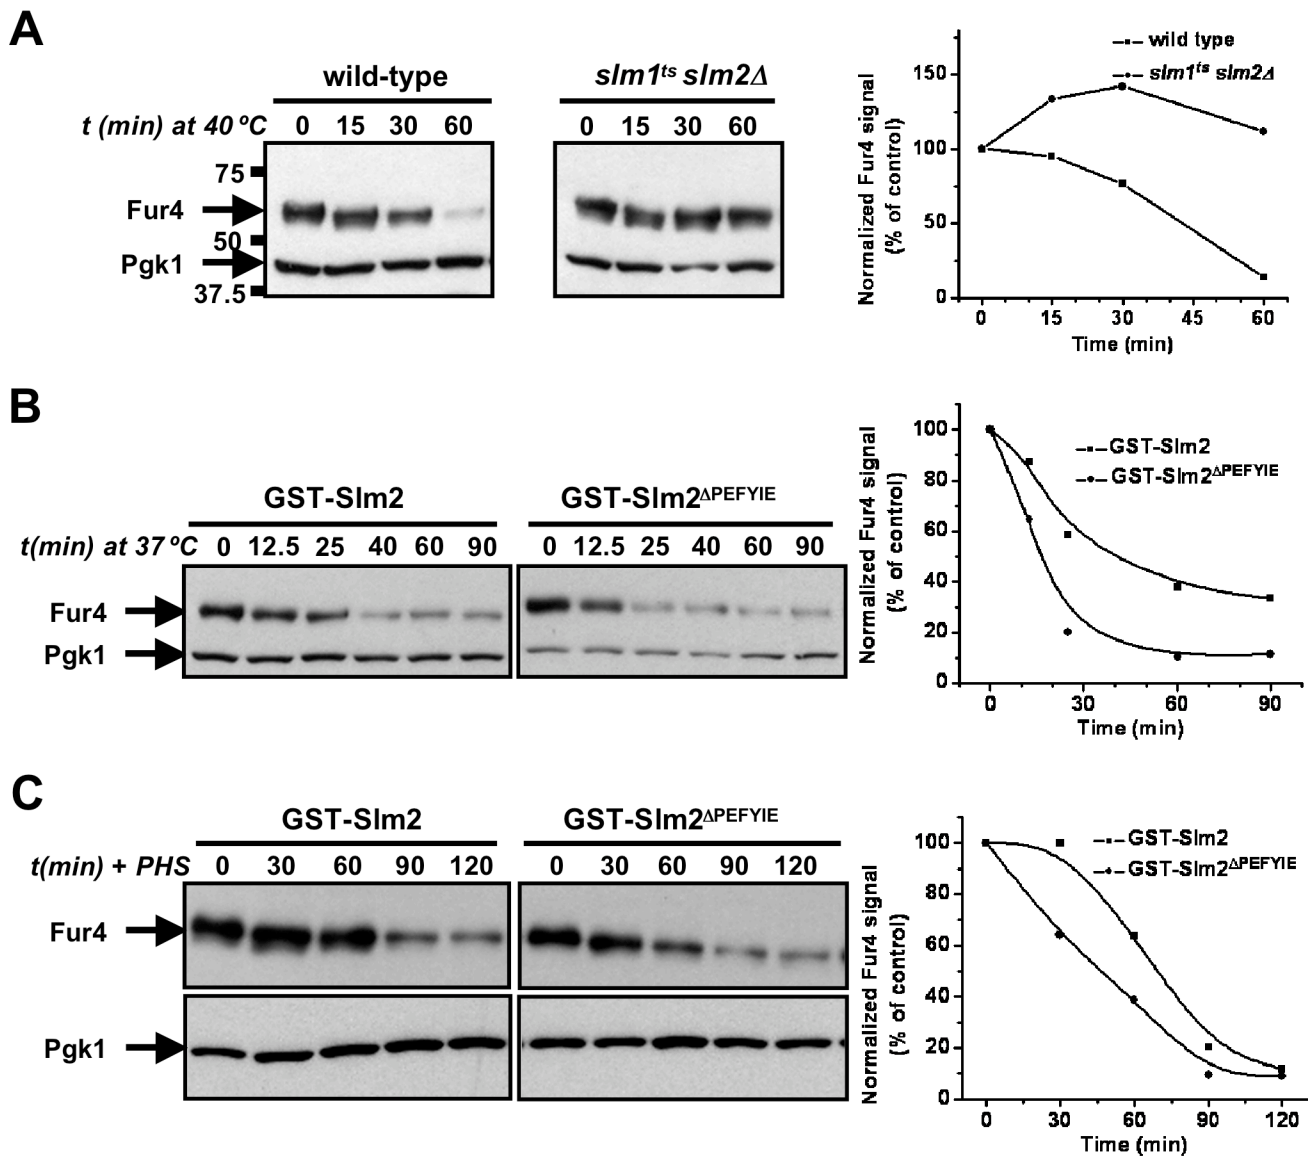 A
wild-type
slm1ts slm2Δ
t (min) at 40 ºC
0 15 30 60
0 15 30 60
75
Fur4
50
Pgk1
37.5
Normalized Fur4 signal
(% of control)
wild type
slm1ts slm2Δ
150
100
50
0
0 15 30 45 60
Time (min)
B
GST-Slm2
GST-Slm2ΔPEFYIE
t(min) at 37 ºC
0 12.5 25 40 60 90
0 12.5 25 40 60 90
Fur4
Pgk1
Normalized Fur4 signal
(% of control)
GST-Slm2
GST-Slm2ΔPEFYIE
100
80
60
40
20
0
0 30 60 90
Time (min)
C
GST-Slm2
GST-Slm2ΔPEFYIE
t(min) + PHS
0 30 60 90 120
0 30 60 90 120
Fur4
Pgk1
Normalized Fur4 signal
(% of control)
GST-Slm2
GST-Slm2ΔPEFYIE
100
80
60
40
20
0
0 30 60 90 120
Time (min)